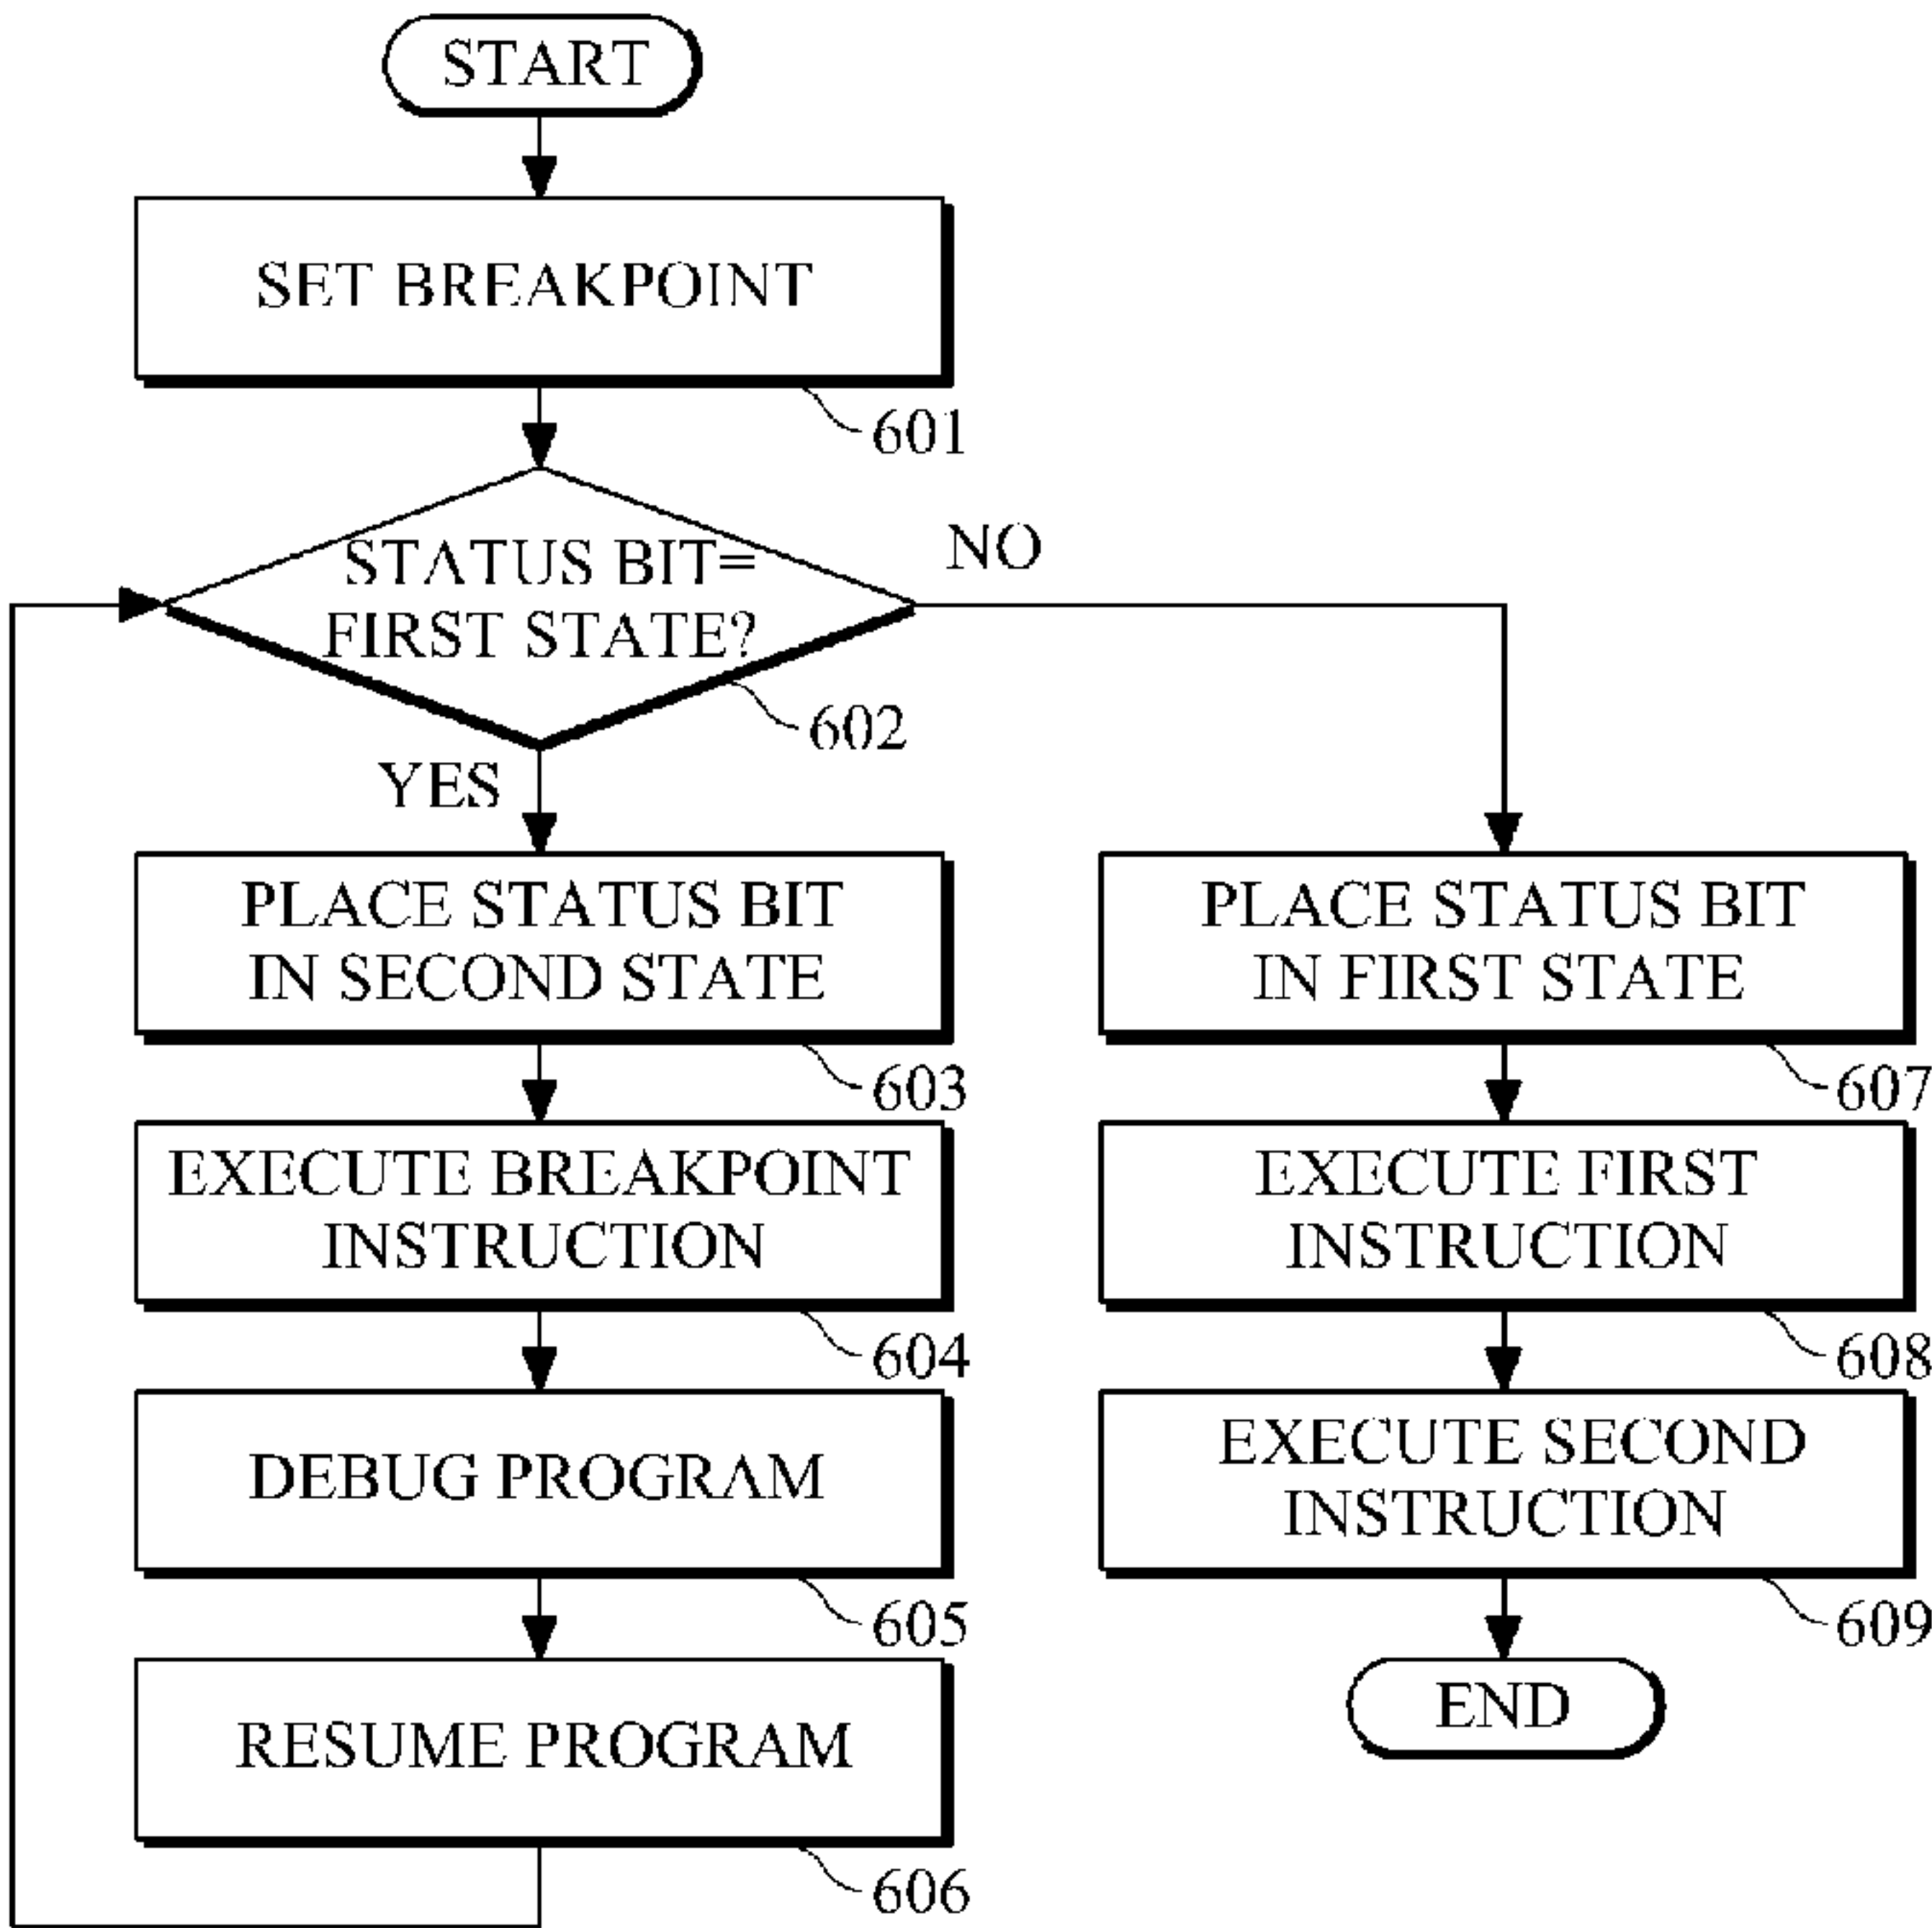 START
SET BREAKPOINT
601
STATUS BIT=
FIRST STATE?
602
NO
YES
PLACE STATUS BIT
IN SECOND STATE
603
EXECUTE BREAKPOINT
INSTRUCTION
604
DEBUG PROGRAM
605
RESUME PROGRAM
606
PLACE STATUS BIT
IN FIRST STATE
607
EXECUTE FIRST
INSTRUCTION
608
EXECUTE SECOND
INSTRUCTION
609
END